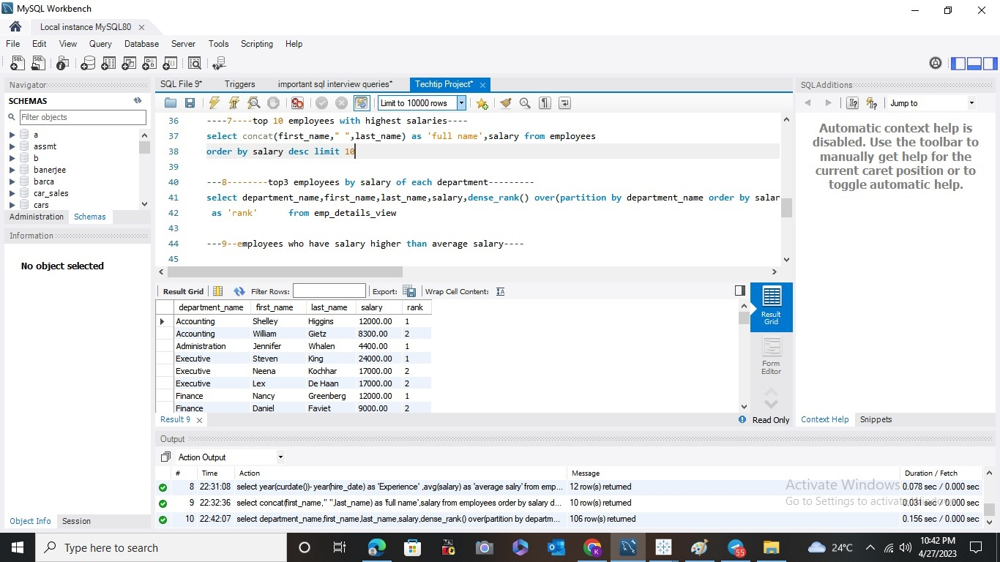 MySQL Workbench
Local instance MySQL80
File Edit View Query Database Server Tools Scripting Help
Navigator
SCHEMAS
Filter objects
a
assmt
b
banerjee
barca
car_sales
cars
Administration Schemas
Information
No object selected
Object Info Session
SQL File 9* Triggers important sql interview queries* Techtip Project*
Limit to 10000 rows
36 ----7----top 10 employees with highest salaries----
37 select concat(first_name," ",last_name) as 'full name',salary from employees
38 order by salary desc limit 10
39
40 ---8--------top3 employees by salary of each department---------
41 select department_name,first_name,last_name,salary,dense_rank() over(partition by department_name order by salar
42 as 'rank' from emp_details_view
43
44 ---9--employees who have salary higher than average salary----
45
Result Grid Filter Rows: Export: Wrap Cell Content:
department_name first_name last_name salary rank
Accounting Shelley Higgins 12000.00 1
Accounting William Gietz 8300.00 2
Administration Jennifer Whalen 4400.00 1
Executive Steven King 24000.00 1
Executive Neena Kochhar 17000.00 2
Executive Lex De Haan 17000.00 2
Finance Nancy Greenberg 12000.00 1
Finance Daniel Faviet 9000.00 2
Result Grid
Form Editor
Result 9
Read Only
SQLAdditions
Jump to
Automatic context help is
disabled. Use the toolbar to
manually get help for the
current caret position or to
toggle automatic help.
Context Help Snippets
Output
Action Output
# Time Action Message Duration / Fetch
8 22:31:08 select year(curdate())- year(hire_date) as 'Experience' ,avg(salary) as 'average salry' from emp... 12 row(s) returned 0.078 sec / 0.000 sec
9 22:32:36 select concat(first_name," ",last_name) as 'full name',salary from employees order by salary d... 10 row(s) returned 0.031 sec / 0.000 sec
10 22:42:07 select department_name,first_name,last_name,salary,dense_rank() over(partition by departm... 106 row(s) returned 0.156 sec / 0.000 sec
Activate Windows
Go to Settings to activate Windows.
Type here to search
55
24°C
10:42 PM
4/27/2023